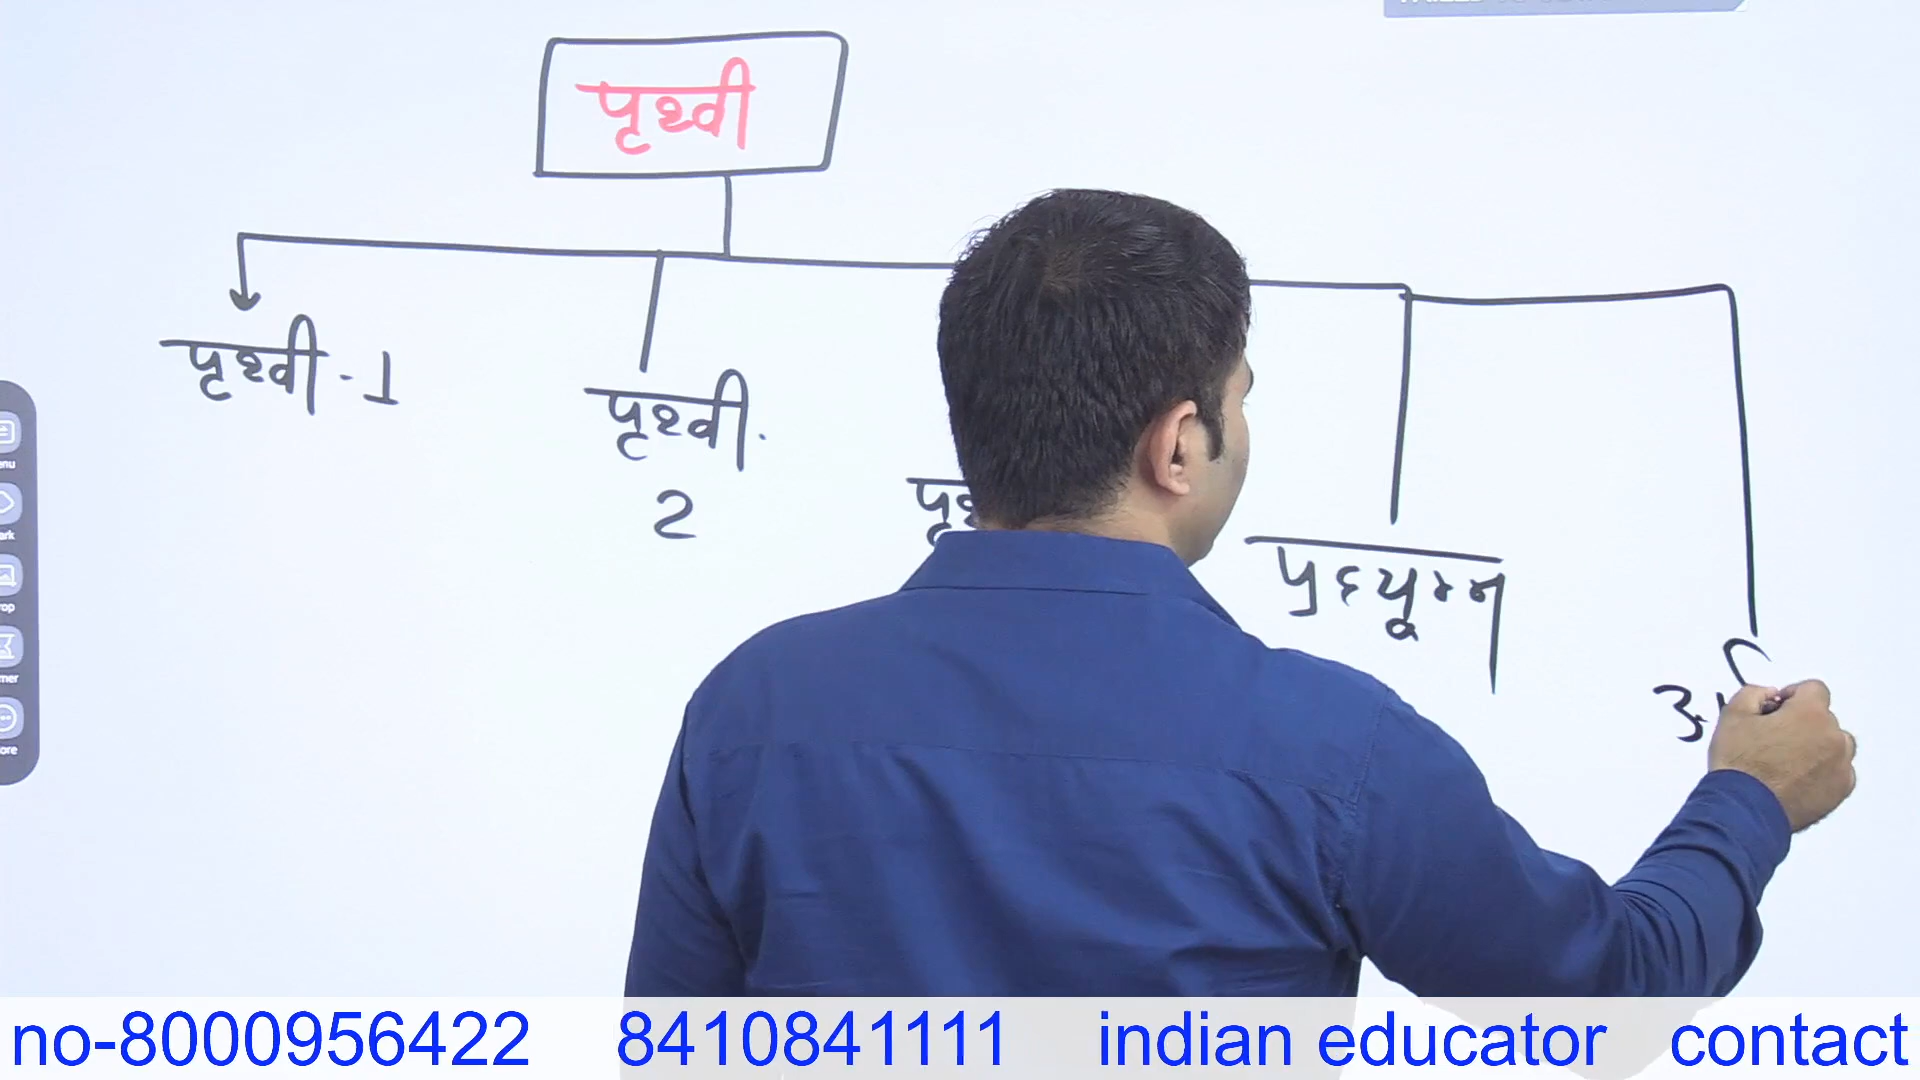 पृथ्वी
पृथ्वी - 1
पृथ्वी -
2
प्रद्यूम्न
no-8000956422 8410841111 indian educator contact